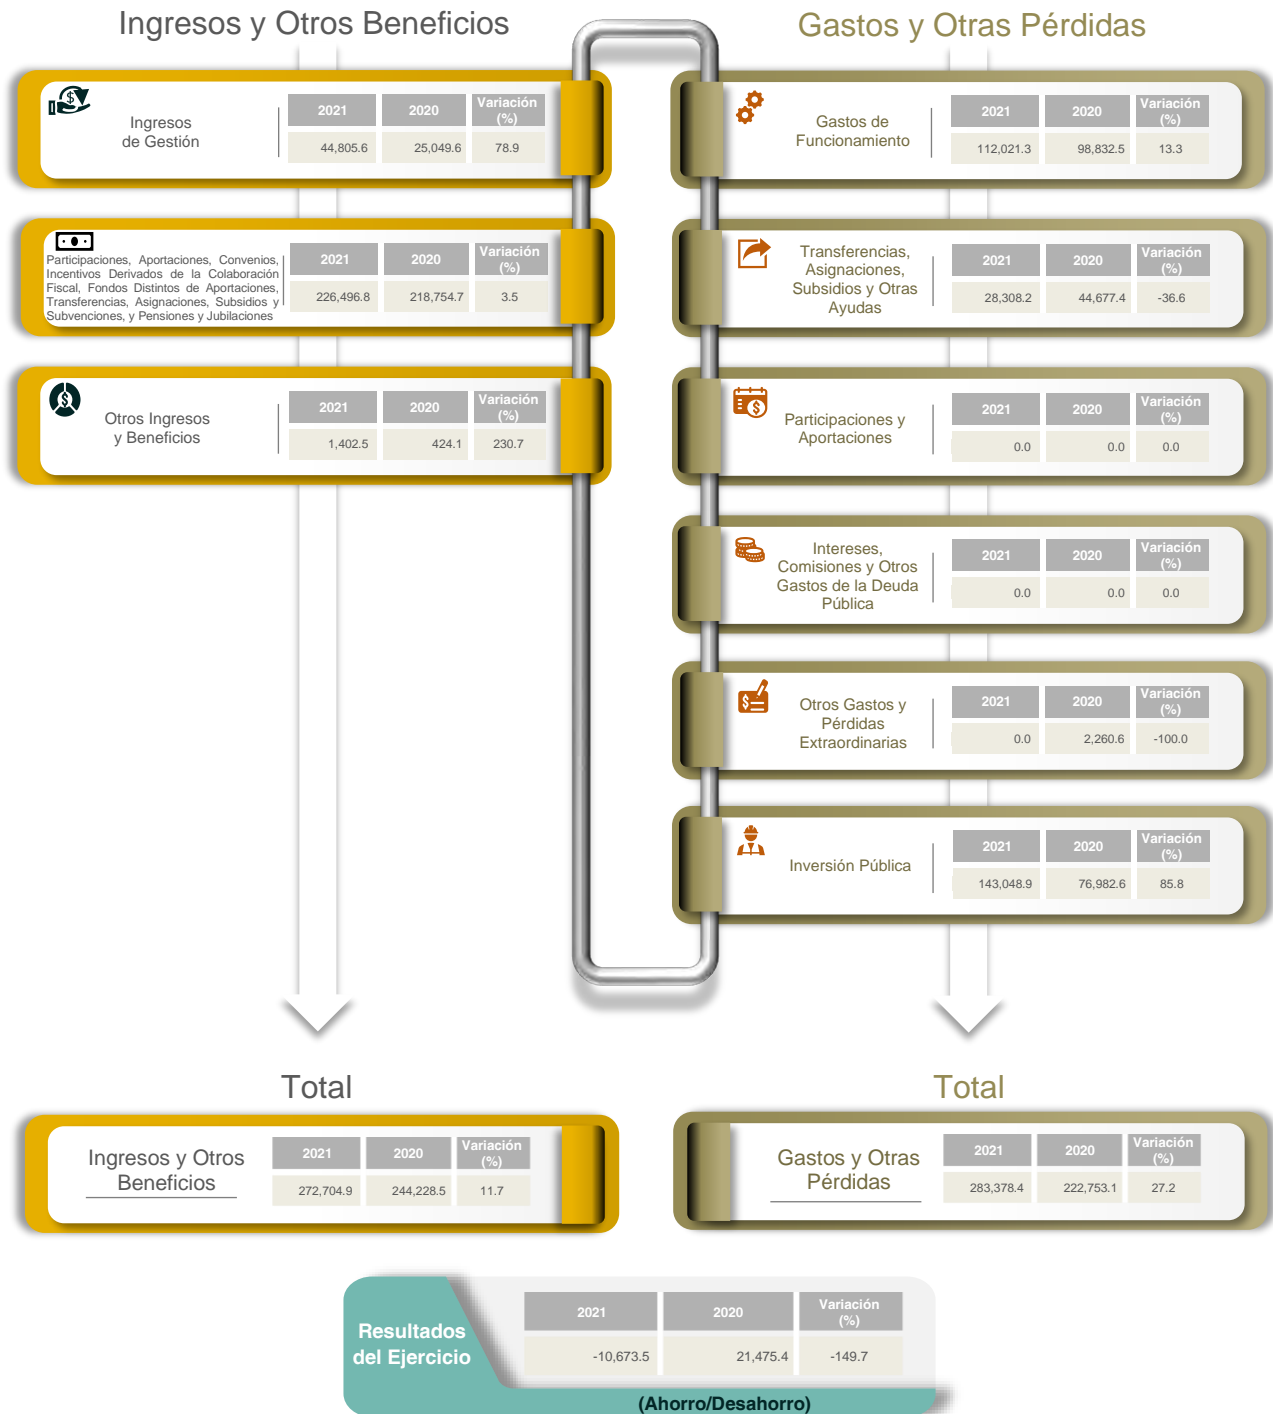 Ingresos y Otros Beneficios
Ingresos
de Gestión
2021 2020 Variación
(%)
44,805.6 25,049.6 78.9
Participaciones, Aportaciones, Convenios,
Incentivos Derivados de la Colaboración
Fiscal, Fondos Distintos de Aportaciones,
Transferencias, Asignaciones, Subsidios y
Subvenciones, y Pensiones y Jubilaciones
2021 2020 Variación
(%)
226,496.8 218,754.7 3.5
Otros Ingresos
y Beneficios
2021 2020 Variación
(%)
1,402.5 424.1 230.7
Gastos y Otras Pérdidas
Gastos de
Funcionamiento
2021 2020 Variación
(%)
112,021.3 98,832.5 13.3
Transferencias,
Asignaciones,
Subsidios y Otras
Ayudas
2021 2020 Variación
(%)
28,308.2 44,677.4 -36.6
Participaciones y
Aportaciones
2021 2020 Variación
(%)
0.0 0.0 0.0
Intereses,
Comisiones y Otros
Gastos de la Deuda
Pública
2021 2020 Variación
(%)
0.0 0.0 0.0
Otros Gastos y
Pérdidas
Extraordinarias
2021 2020 Variación
(%)
0.0 2,260.6 -100.0
Inversión Pública
2021 2020 Variación
(%)
143,048.9 76,982.6 85.8
Total
Ingresos y Otros
Beneficios
2021 2020 Variación
(%)
272,704.9 244,228.5 11.7
Total
Gastos y Otras
Pérdidas
2021 2020 Variación
(%)
283,378.4 222,753.1 27.2
Resultados
del Ejercicio
2021 2020 Variación
(%)
-10,673.5 21,475.4 -149.7
(Ahorro/Desahorro)